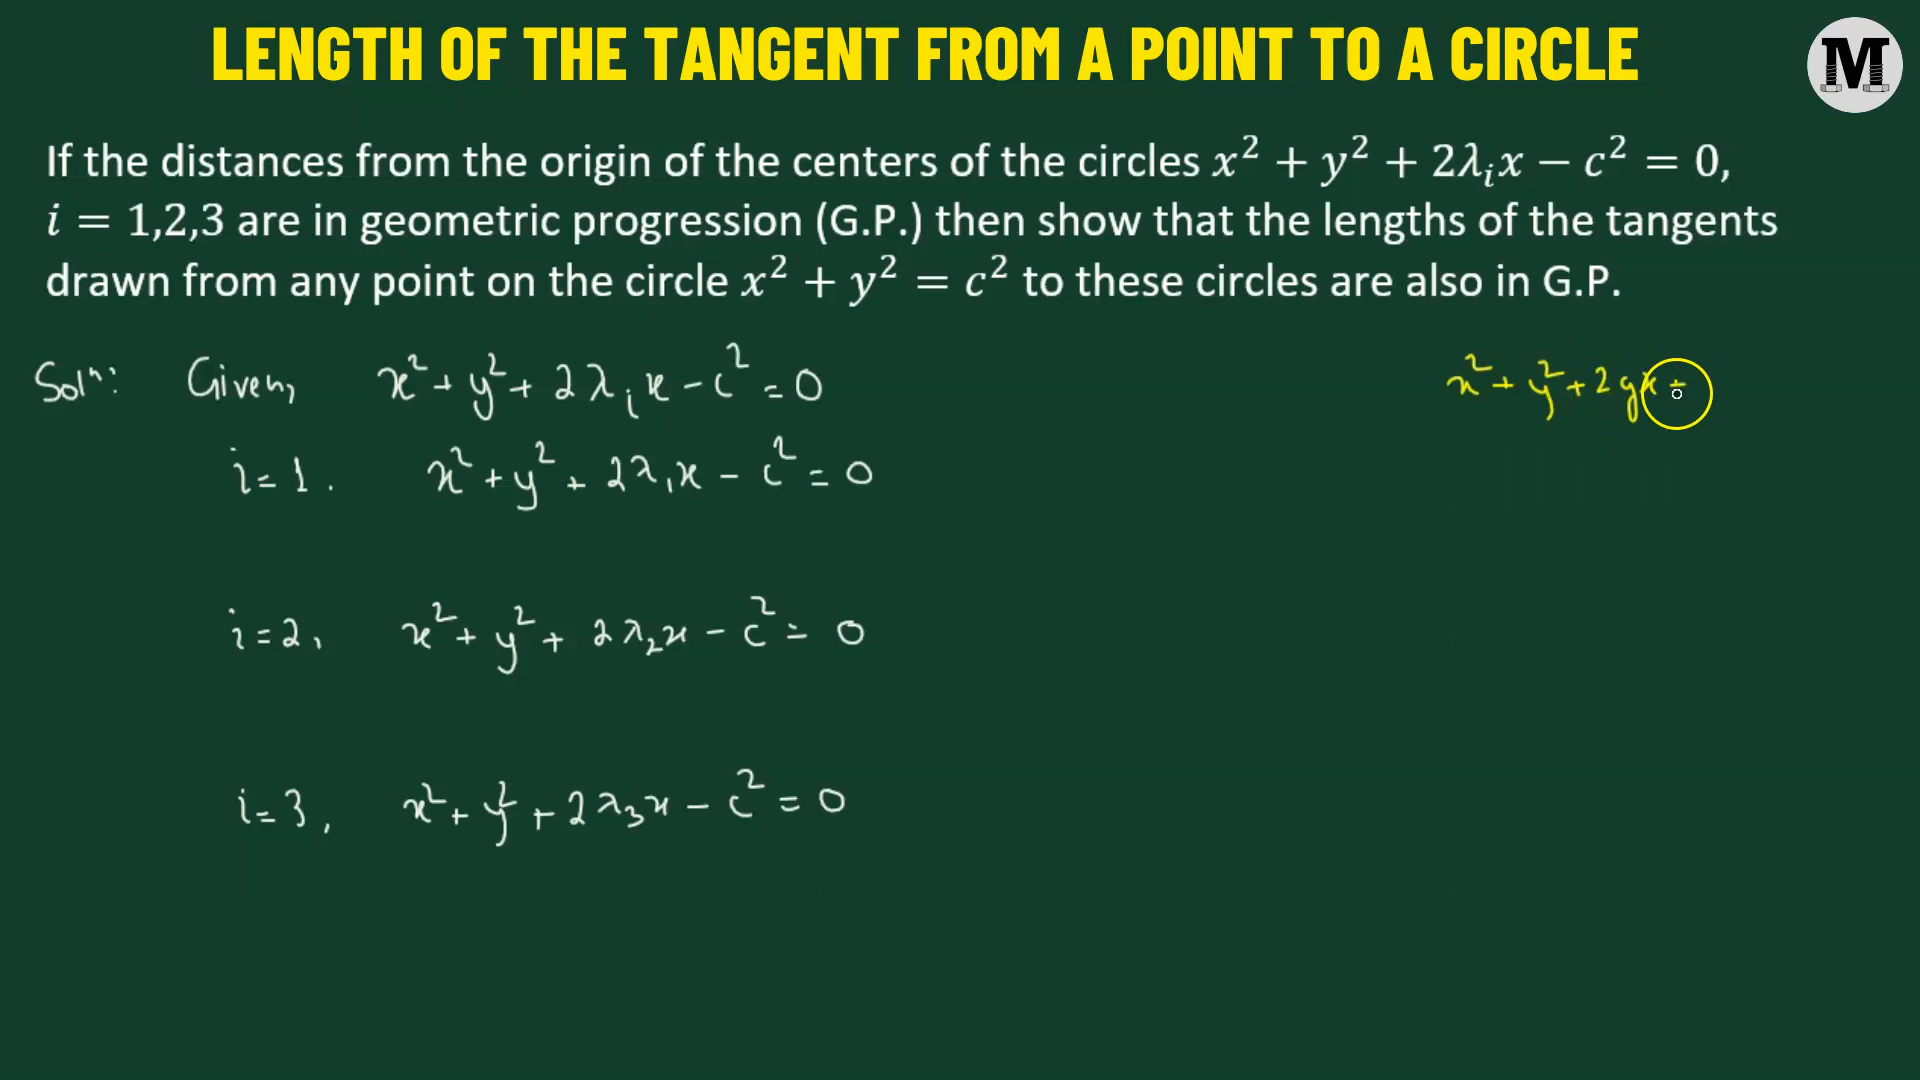 LENGTH OF THE TANGENT FROM A POINT TO A CIRCLE
M
If the distances from the origin of the centers of the circles x² + y² + 2λᵢx − c² = 0,
i = 1,2,3 are in geometric progression (G.P.) then show that the lengths of the tangents
drawn from any point on the circle x² + y² = c² to these circles are also in G.P.
Solⁿ: Given, x² + y² + 2λᵢx − c² = 0
x² + y² + 2gx +
i = 1. x² + y² + 2λ₁x − c² = 0
i = 2, x² + y² + 2λ₂x − c² = 0
i = 3, x² + y² + 2λ₃x − c² = 0